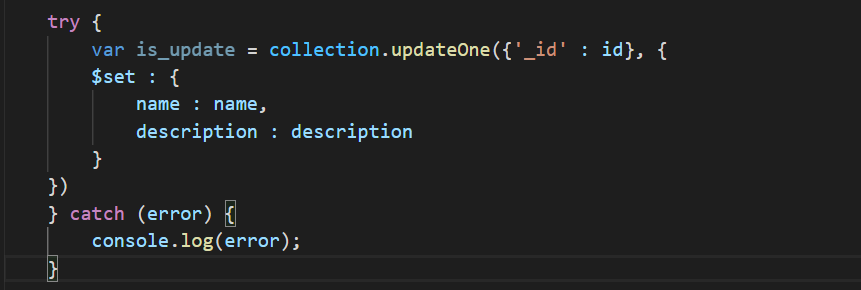 try {
    var is_update = collection.updateOne({'_id' : id}, {
    $set : {
        name : name,
        description : description
    }
})
} catch (error) {
    console.log(error);
}